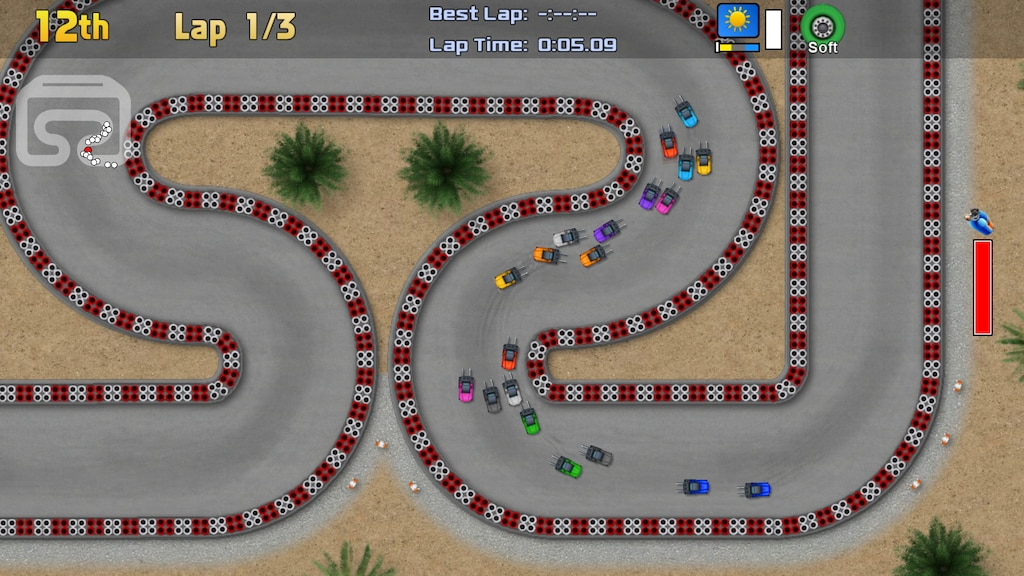 12th
Lap 1/3
Best Lap: -:--:--
Lap Time: 0:05.09
Soft